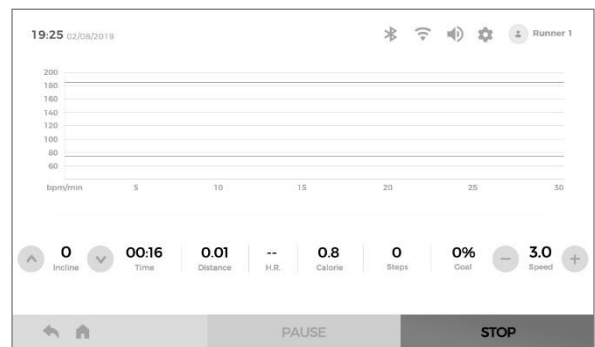 19:25 02/08/2019 Runner 1
200
180
160
140
120
100
80
60
bpm/min 5 10 15 20 25 30
0 00:16 0.01 -- 0.8 0 0% 3.0
Incline Time Distance H.R. Calorie Steps Goal Speed
PAUSE STOP